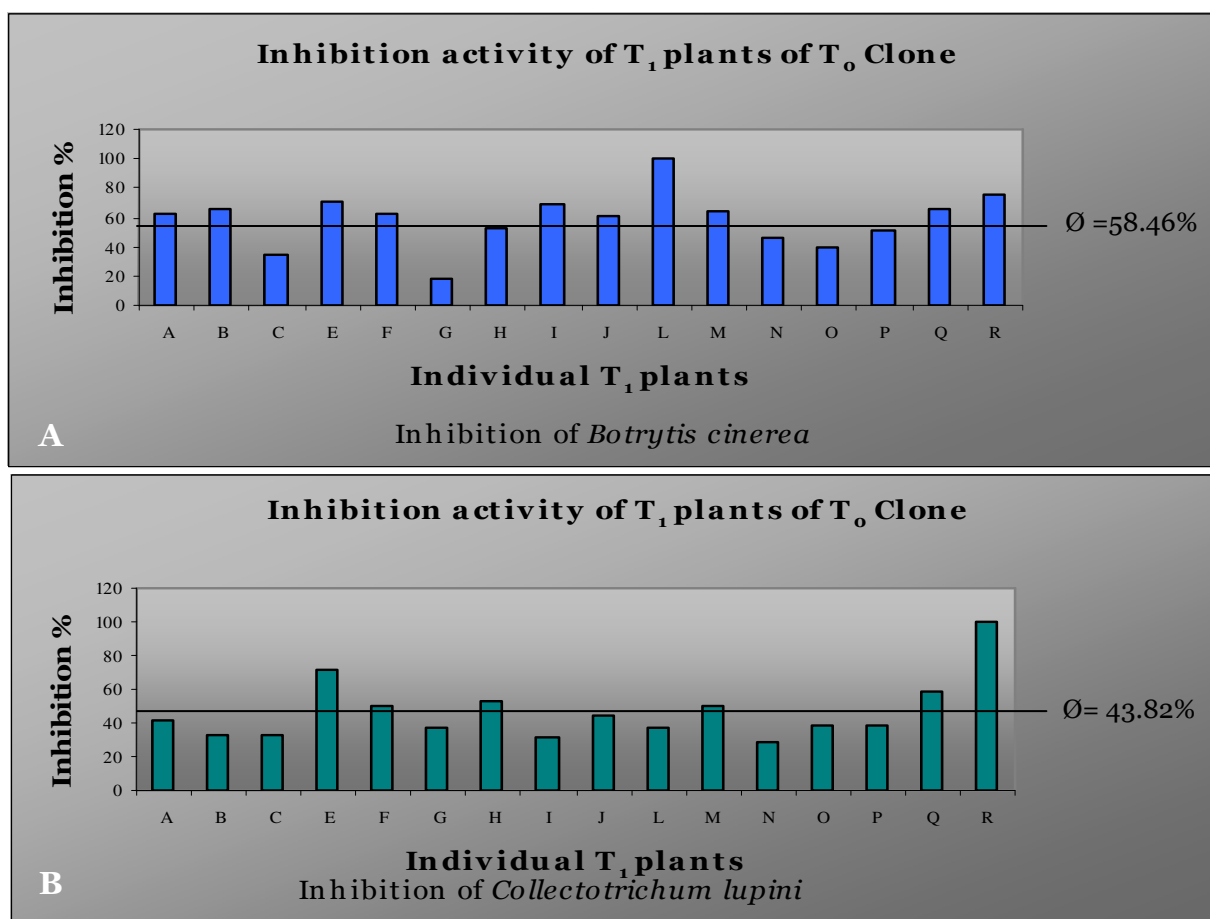 Inhibition activity of T₁ plants of T₀ Clone
Inhibition %
120
100
80
60
40
20
0
Ø =58.46%
A B C E F G H I J L M N O P Q R
Individual T₁ plants
A
Inhibition of Botrytis cinerea
Inhibition activity of T₁ plants of T₀ Clone
Inhibition %
120
100
80
60
40
20
0
Ø= 43.82%
A B C E F G H I J L M N O P Q R
Individual T₁ plants
B
Inhibition of Collectotrichum lupini